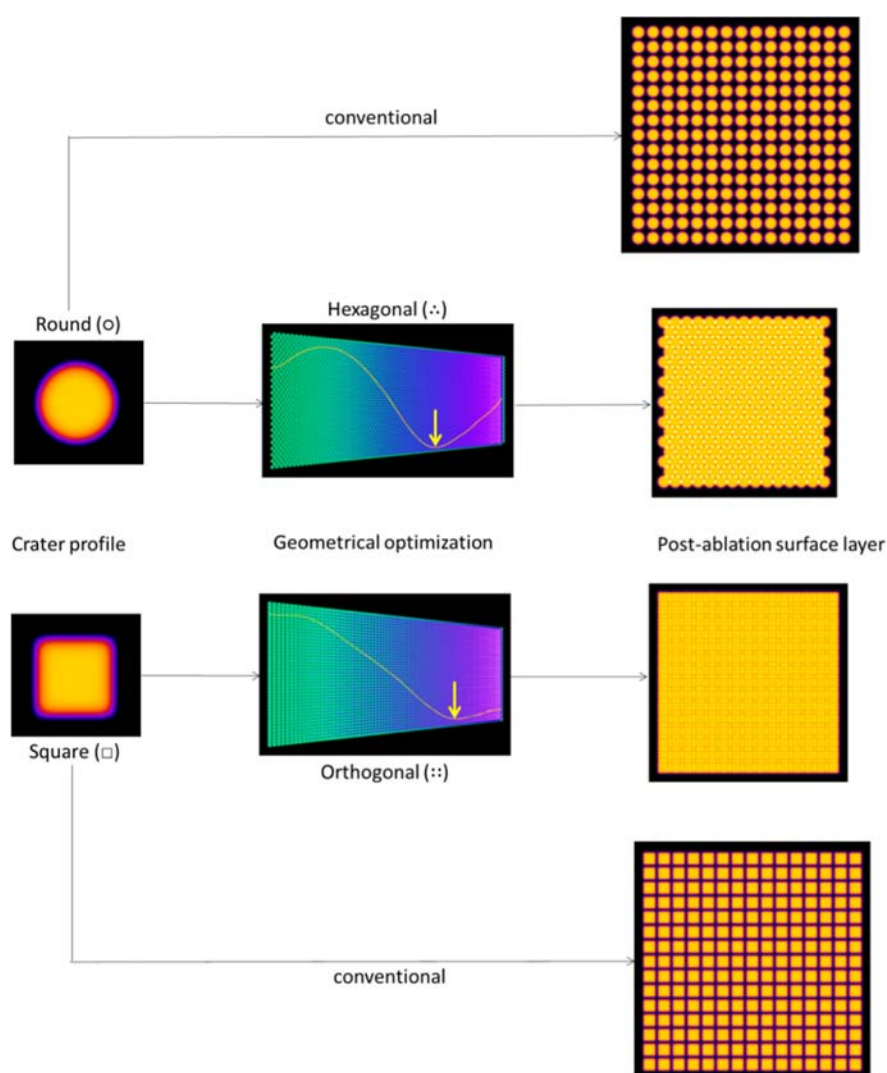 conventional
Round (○)
Hexagonal (∴)
Crater profile
Geometrical optimization
Post-ablation surface layer
Square (□)
Orthogonal (::)
conventional